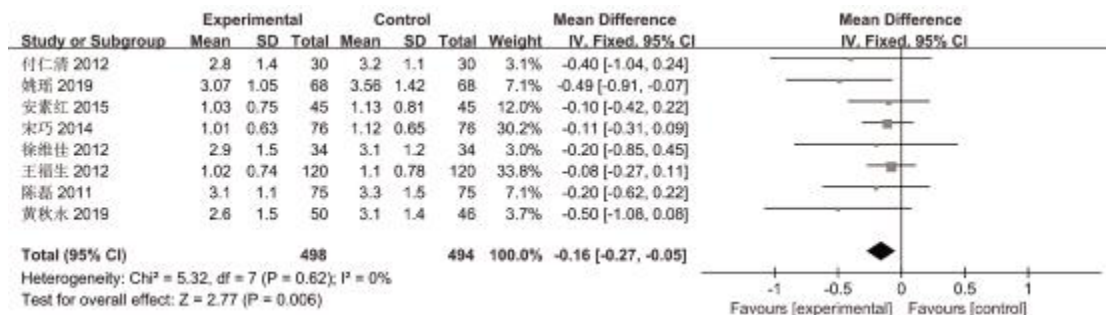 Experimental Control Mean Difference Mean Difference
Study or Subgroup Mean SD Total Mean SD Total Weight IV, Fixed, 95% CI IV, Fixed, 95% CI
付仁清 2012 2.8 1.4 30 3.2 1.1 30 3.1% -0.40 [-1.04, 0.24]
姚瑶 2019 3.07 1.05 68 3.56 1.42 68 7.1% -0.49 [-0.91, -0.07]
安素红 2015 1.03 0.75 45 1.13 0.81 45 12.0% -0.10 [-0.42, 0.22]
宋巧 2014 1.01 0.63 76 1.12 0.65 76 30.2% -0.11 [-0.31, 0.09]
徐维佳 2012 2.9 1.5 34 3.1 1.2 34 3.0% -0.20 [-0.85, 0.45]
王福生 2012 1.02 0.74 120 1.1 0.78 120 33.8% -0.08 [-0.27, 0.11]
陈磊 2011 3.1 1.1 75 3.3 1.5 75 7.1% -0.20 [-0.62, 0.22]
黄秋永 2019 2.6 1.5 50 3.1 1.4 46 3.7% -0.50 [-1.08, 0.08]
Total (95% CI) 498 494 100.0% -0.16 [-0.27, -0.05]
Heterogeneity: Chi² = 5.32, df = 7 (P = 0.62); I² = 0%
Test for overall effect: Z = 2.77 (P = 0.006)
-1 -0.5 0 0.5 1
Favours [experimental] Favours [control]